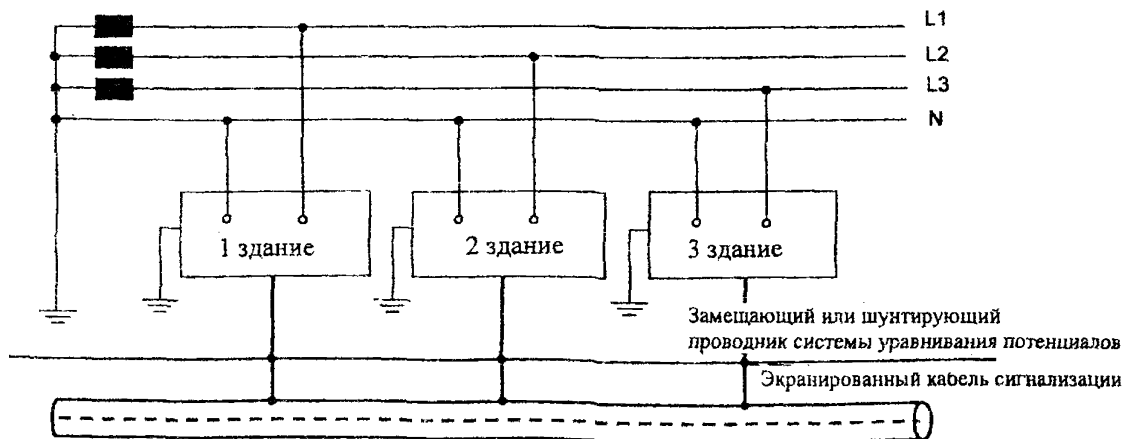 L1
L2
L3
N
1 здание
2 здание
3 здание
Замещающий или шунтирующий
проводник системы уравнивания потенциалов
Экранированный кабель сигнализации